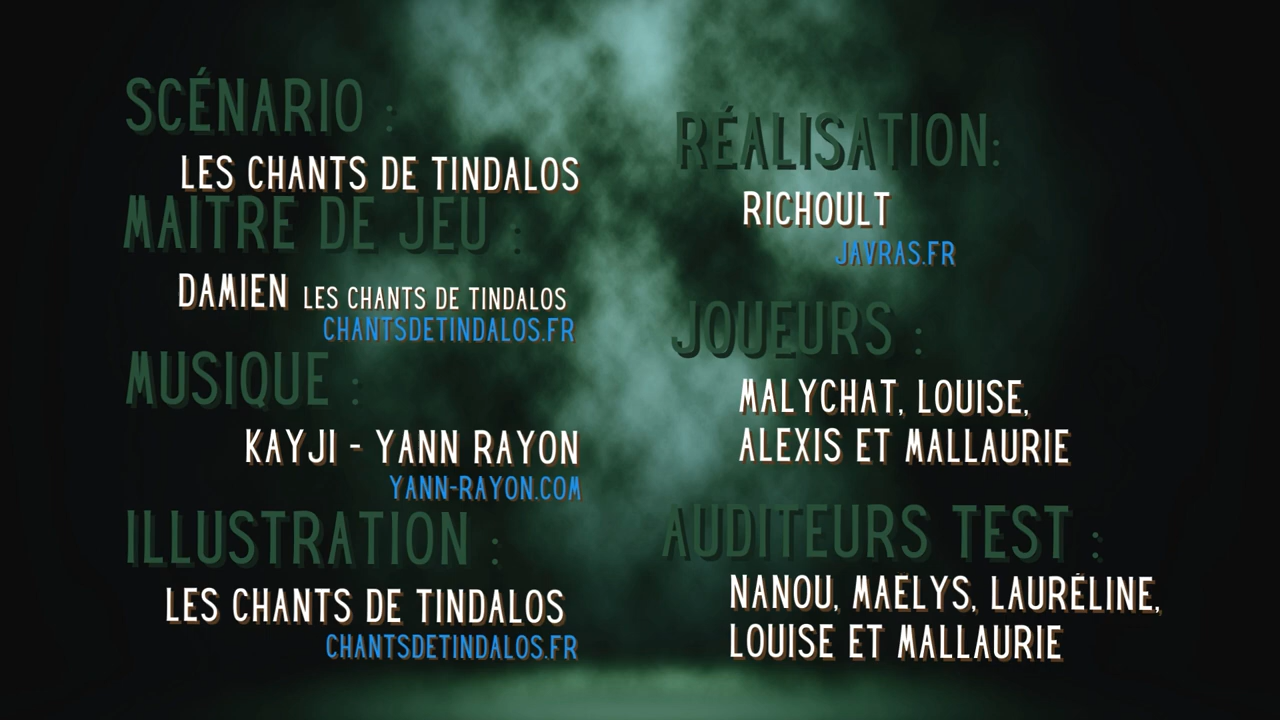 SCÉNARIO :
LES CHANTS DE TINDALOS
MAITRE DE JEU :
DAMIEN LES CHANTS DE TINDALOS
CHANTSDETINDALOS.FR
MUSIQUE :
KAYJI - YANN RAYON
YANN-RAYON.COM
ILLUSTRATION :
LES CHANTS DE TINDALOS
CHANTSDETINDALOS.FR
RÉALISATION:
RICHOULT
JAVRAS.FR
JOUEURS :
MALYCHAT, LOUISE,
ALEXIS ET MALLAURIE
AUDITEURS TEST :
NANOU, MAËLYS, LAURÉLINE,
LOUISE ET MALLAURIE